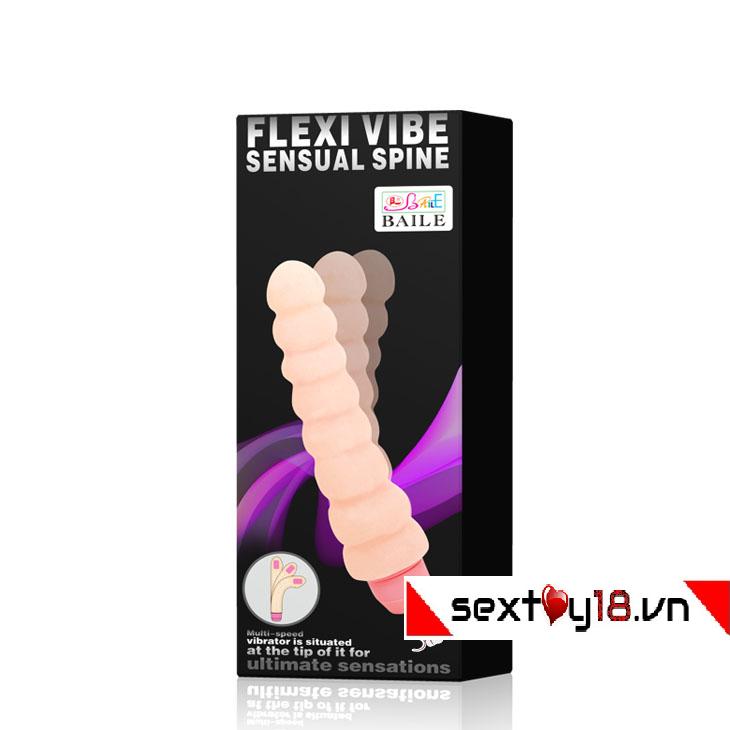 FLEXI VIBE
SENSUAL SPINE
BAILE
BAILE
Multi-speed
vibrator is situated
at the tip of it for
ultimate sensations
sextoy18.vn